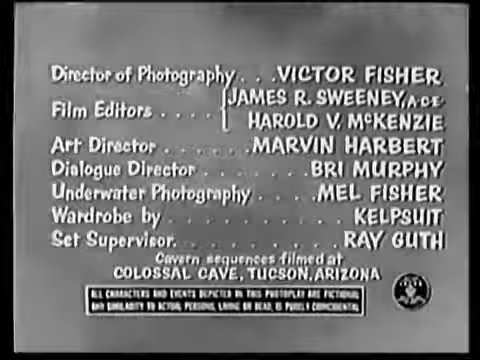 Director of Photography . . . VICTOR FISHER
Film Editors . . . . JAMES R. SWEENEY, A.C.E.
HAROLD V. McKENZIE
Art Director . . . . . MARVIN HARBERT
Dialogue Director . . . . . . BRI MURPHY
Underwater Photography . . . . MEL FISHER
Wardrobe by . . . . . . . . . . KELPSUIT
Set Supervisor. . . . . . . . . RAY GUTH
Cavern sequences filmed at
COLOSSAL CAVE, TUCSON, ARIZONA
ALL CHARACTERS AND EVENTS DEPICTED IN THIS PHOTOPLAY ARE FICTIONAL
ANY SIMILARITY TO ACTUAL PERSONS, LIVING OR DEAD, IS PURELY COINCIDENTAL